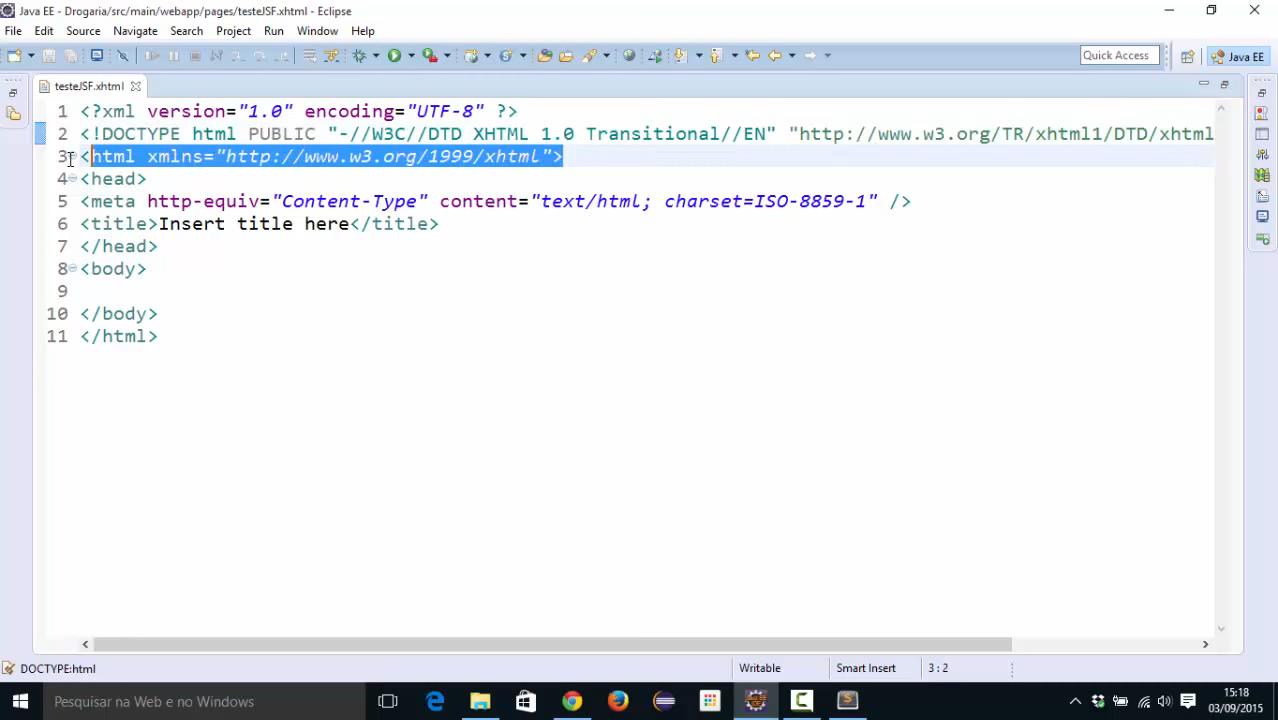 Java EE - Drogaria/src/main/webapp/pages/testeJSF.xhtml - Eclipse
File Edit Source Navigate Search Project Run Window Help
Quick Access
Java EE
testeJSF.xhtml
1 <?xml version="1.0" encoding="UTF-8" ?>
2 <!DOCTYPE html PUBLIC "-//W3C//DTD XHTML 1.0 Transitional//EN" "http://www.w3.org/TR/xhtml1/DTD/xhtml
3 <html xmlns="http://www.w3.org/1999/xhtml">
4 <head>
5 <meta http-equiv="Content-Type" content="text/html; charset=ISO-8859-1" />
6 <title>Insert title here</title>
7 </head>
8 <body>
9
10 </body>
11 </html>
DOCTYPE:html
Writable
Smart Insert
3 : 2
Pesquisar na Web e no Windows
15:18
03/09/2015